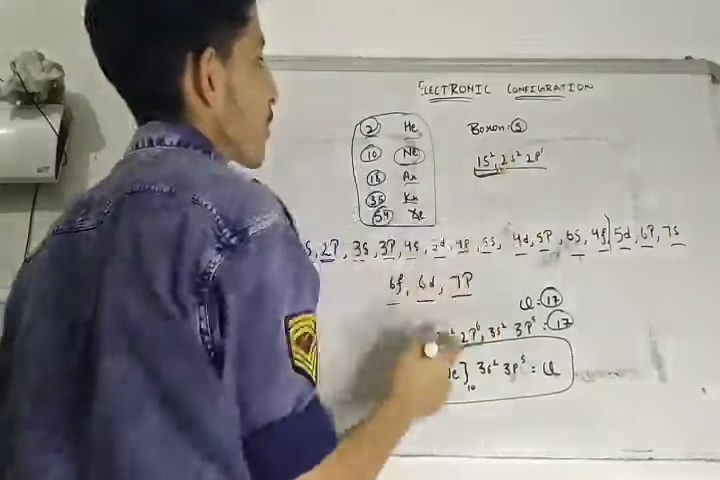 ELECTRONIC CONFIGRATION
2 He
10 Ne
18 Ar
36 Kr
54 Xe
Boron: 5
1S², 2S² 2P¹
S, 2P, 3S, 3P, 4S, 3d, 4P, 5S, 4d, 5P, 6S, 4f, 5d, 6P, 7S
6f, 6d, 7P
Cl = 17
2P⁶, 3S² 3P⁵ = 17
]₁₀ 3S² 3P⁵ = Cl